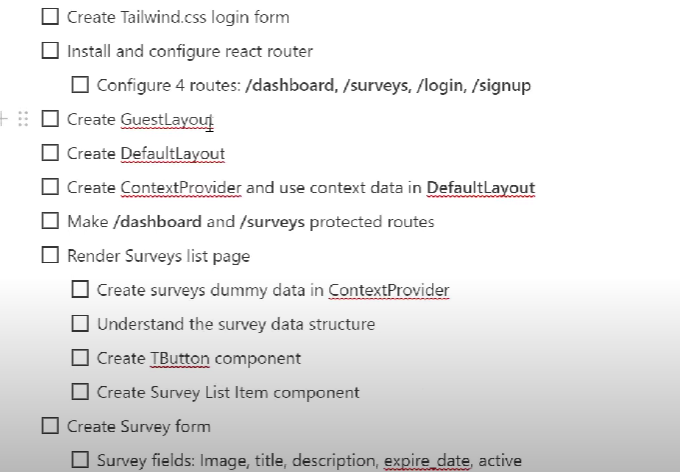 Create Tailwind.css login form
Install and configure react router
Configure 4 routes: /dashboard, /surveys, /login, /signup
Create GuestLayout
Create DefaultLayout
Create ContextProvider and use context data in DefaultLayout
Make /dashboard and /surveys protected routes
Render Surveys list page
Create surveys dummy data in ContextProvider
Understand the survey data structure
Create TButton component
Create Survey List Item component
Create Survey form
Survey fields: Image, title, description, expire_date, active